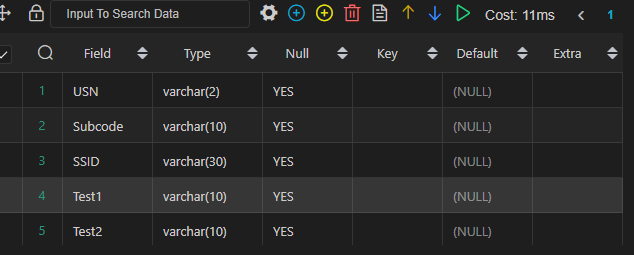 Input To Search Data Cost: 11ms 1
Field Type Null Key Default Extra
1 USN varchar(2) YES (NULL)
2 Subcode varchar(10) YES (NULL)
3 SSID varchar(30) YES (NULL)
4 Test1 varchar(10) YES (NULL)
5 Test2 varchar(10) YES (NULL)